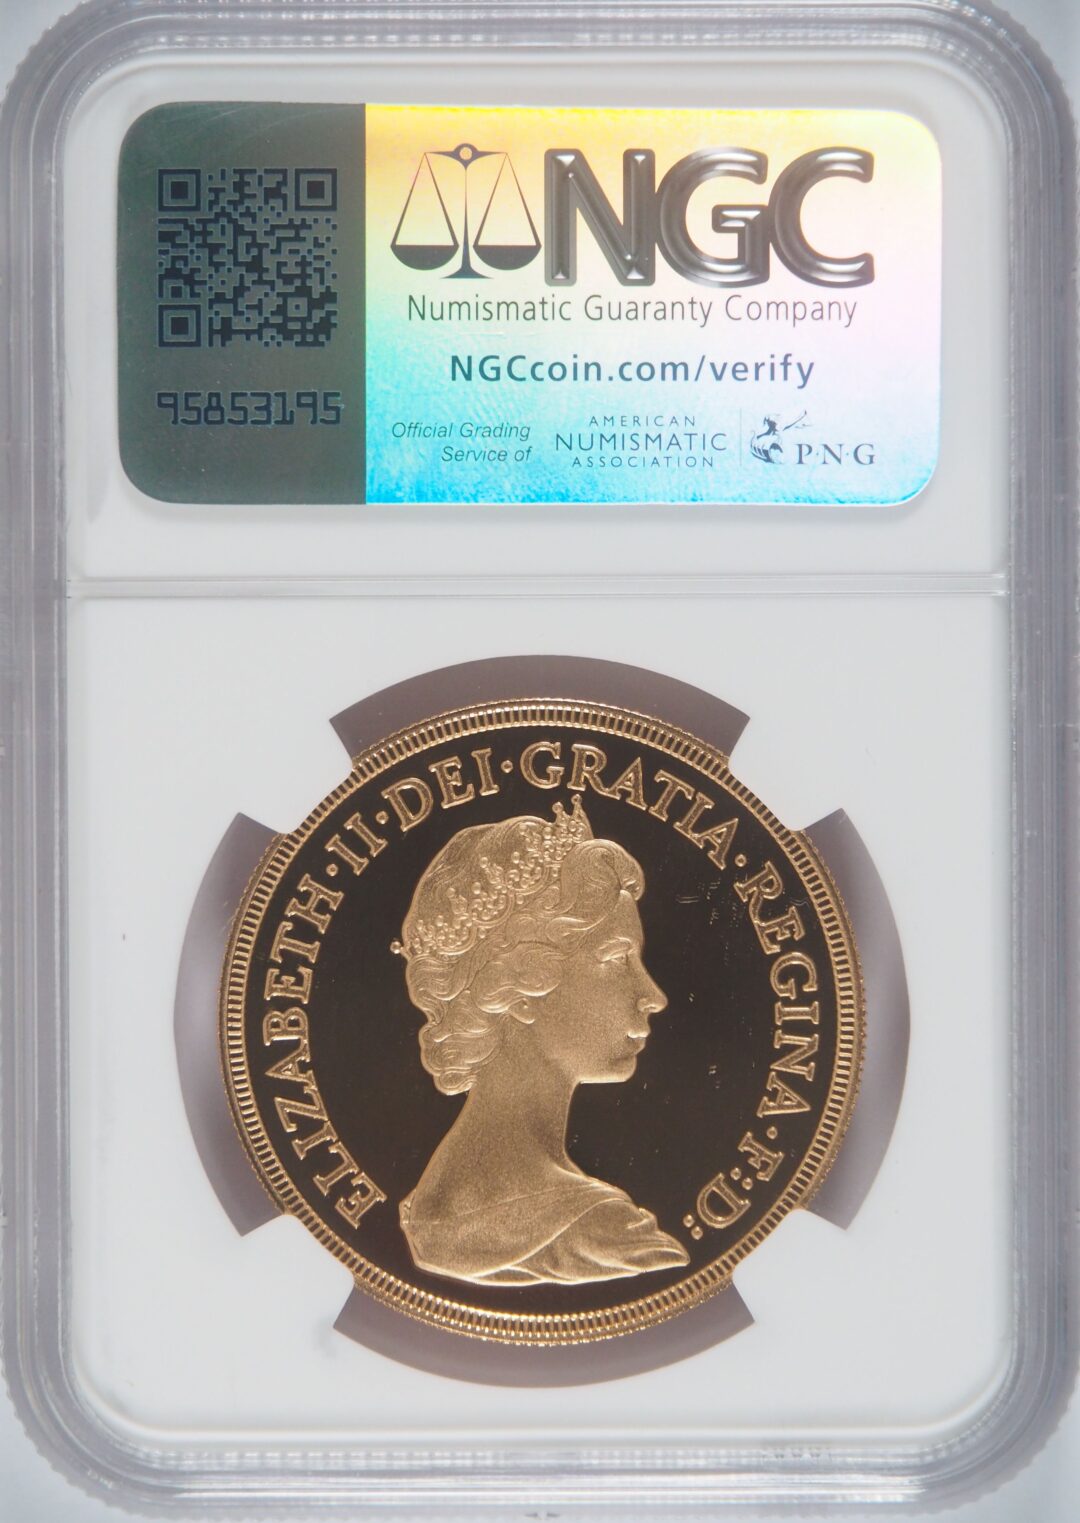 NGC
Numismatic Guaranty Company
NGCcoin.com/verify
95853195
Official Grading
Service of
AMERICAN
NUMISMATIC
ASSOCIATION
P·N·G
ELIZABETH·II·DEI·GRATIA·REGINA·F:D: